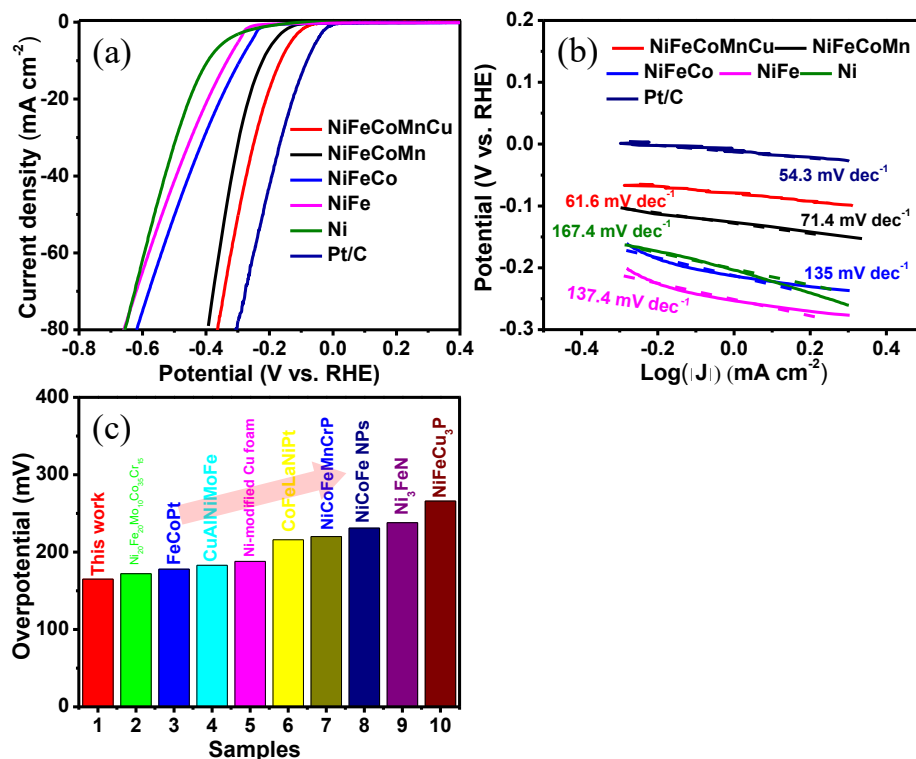 (a)
Current density (mA cm⁻²)
0
-20
-40
-60
-80
NiFeCoMnCu
NiFeCoMn
NiFeCo
NiFe
Ni
Pt/C
-0.8 -0.6 -0.4 -0.2 0.0 0.2 0.4
Potential (V vs. RHE)
(b)
NiFeCoMnCu NiFeCoMn
NiFeCo NiFe Ni
Pt/C
Potential (V vs. RHE)
0.2
0.1
0.0
-0.1
-0.2
-0.3
54.3 mV dec⁻¹
61.6 mV dec⁻¹
71.4 mV dec⁻¹
167.4 mV dec⁻¹
135 mV dec⁻¹
137.4 mV dec⁻¹
-0.4 -0.2 0.0 0.2 0.4
Log(|J|) (mA cm⁻²)
(c)
Overpotential (mV)
400
300
200
100
0
This work
Ni₂₀Fe₂₀Mo₁₀Co₃₅Cr₁₅
FeCoPt
CuAlNiMoFe
Ni-modified Cu foam
CoFeLaNiPt
NiCoFeMnCrP
NiCoFe NPs
Ni₃FeN
NiFeCu₃P
1 2 3 4 5 6 7 8 9 10
Samples